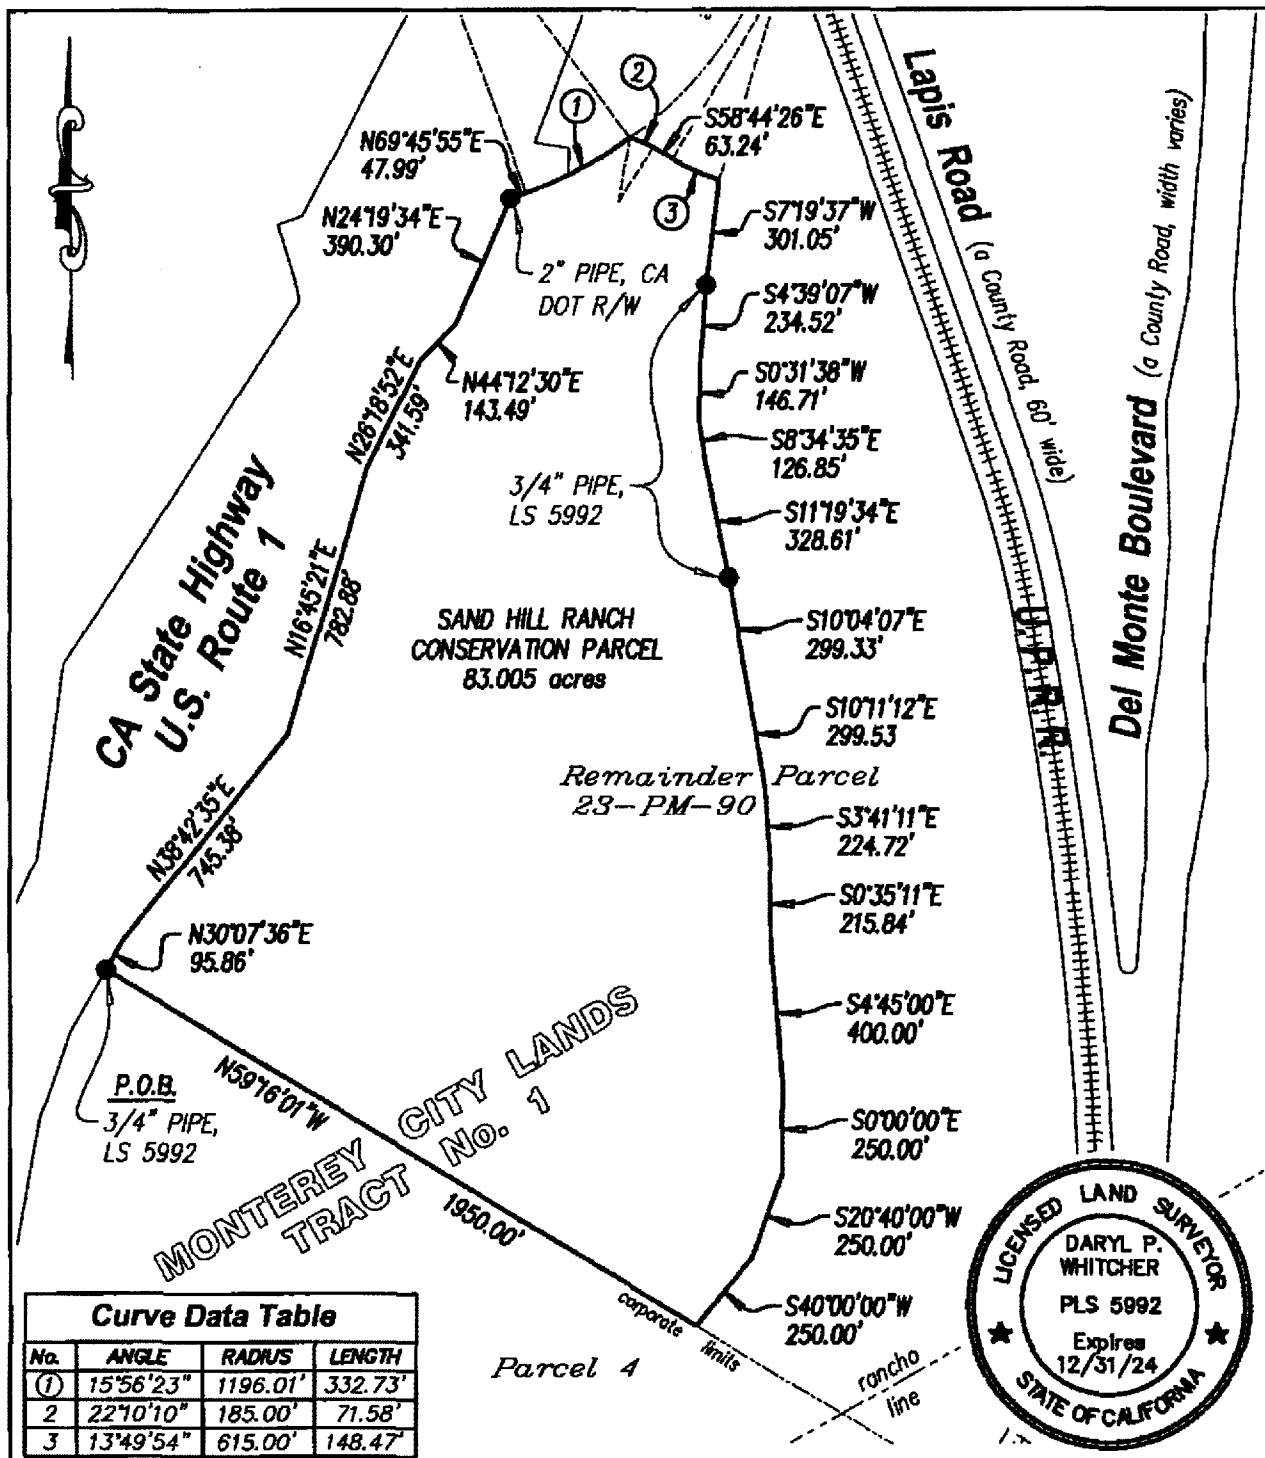 Lapis Road (a County Road, 60' wide)
Del Monte Boulevard (a County Road, width varies)
U.P.R.R.
CA State Highway
U.S. Route 1
1
2
3
N69°45'55"E
47.99'
S58°44'26"E
63.24'
N24°19'34"E
390.30'
S7°19'37"W
301.05'
2" PIPE, CA
DOT R/W
S4°39'07"W
234.52'
N44°12'30"E
143.49'
S0°31'38"W
146.71'
N26°18'52"E
341.59'
S8°34'35"E
126.85'
3/4" PIPE,
LS 5992
S11°19'34"E
328.61'
N16°45'21"E
782.88'
SAND HILL RANCH
CONSERVATION PARCEL
83.005 acres
S10°04'07"E
299.33'
S10°11'12"E
299.53
Remainder Parcel
23-PM-90
S3°41'11"E
224.72'
N38°42'35"E
745.38'
S0°35'11"E
215.84'
N30°07'36"E
95.86'
S4°45'00"E
400.00'
P.O.B.
3/4" PIPE,
LS 5992
N59°16'01"W
1950.00'
MONTEREY CITY LANDS
TRACT No. 1
S0°00'00"E
250.00'
S20°40'00"W
250.00'
S40°00'00"W
250.00'
corporate limits
Parcel 4
rancho
line
LICENSED LAND SURVEYOR
DARYL P.
WHITCHER
PLS 5992
Expires
12/31/24
STATE OF CALIFORNIA
Curve Data Table
No. ANGLE RADIUS LENGTH
1 15°56'23" 1196.01' 332.73'
2 22°10'10" 185.00' 71.58'
3 13°49'54" 615.00' 148.47'